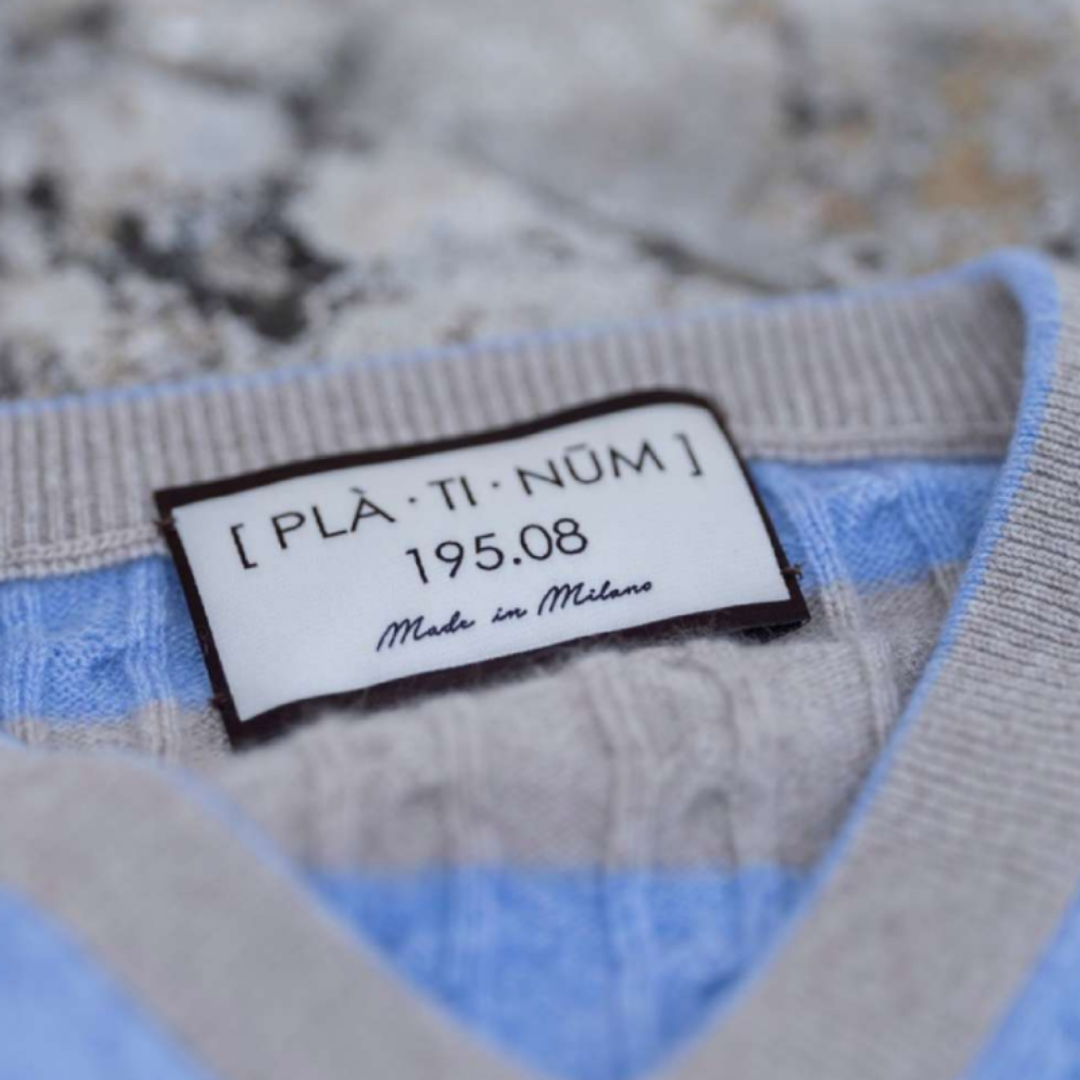 [ PLÀ · TI · NŪM ]
195.08
Made in Milano